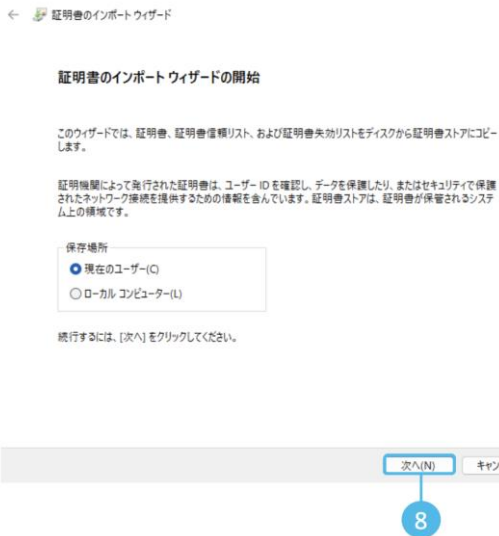 証明書のインポート ウィザード
証明書のインポート ウィザードの開始
このウィザードでは、証明書、証明書信頼リスト、および証明書失効リストをディスクから証明書ストアにコピー
します。
証明機関によって発行された証明書は、ユーザー ID を確認し、データを保護したり、またはセキュリティで保護
されたネットワーク接続を提供するための情報を含んでいます。証明書ストアは、証明書が保管されるシステ
ム上の領域です。
保存場所
現在のユーザー(C)
ローカル コンピューター(L)
続行するには、[次へ] をクリックしてください。
次へ(N)
キャン
8